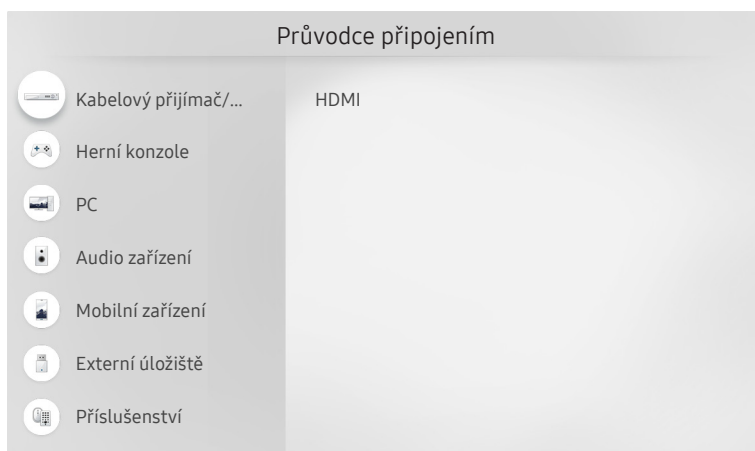 Průvodce připojením
Kabelový přijímač/...
HDMI
Herní konzole
PC
Audio zařízení
Mobilní zařízení
Externí úložiště
Příslušenství